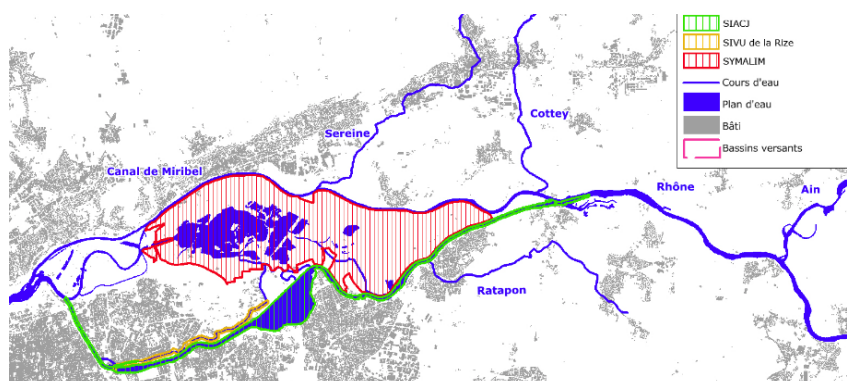 SIACJ
SIVU de la Rize
SYMALIM
Cours d'eau
Plan d'eau
Bâti
Bassins versants
Cottey
Sereine
Canal de Miribel
Rhône
Ain
Ratapon